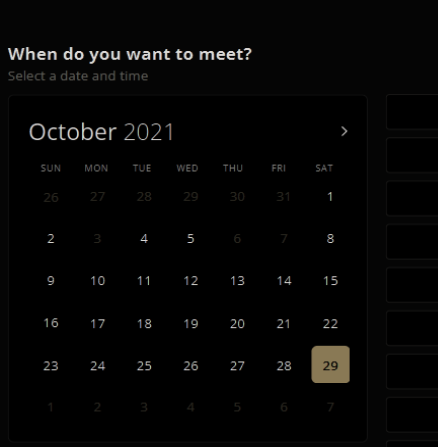 When do you want to meet?
Select a date and time
October 2021 >
SUN MON TUE WED THU FRI SAT
26 27 28 29 30 31 1
2 3 4 5 6 7 8
9 10 11 12 13 14 15
16 17 18 19 20 21 22
23 24 25 26 27 28 29
1 2 3 4 5 6 7